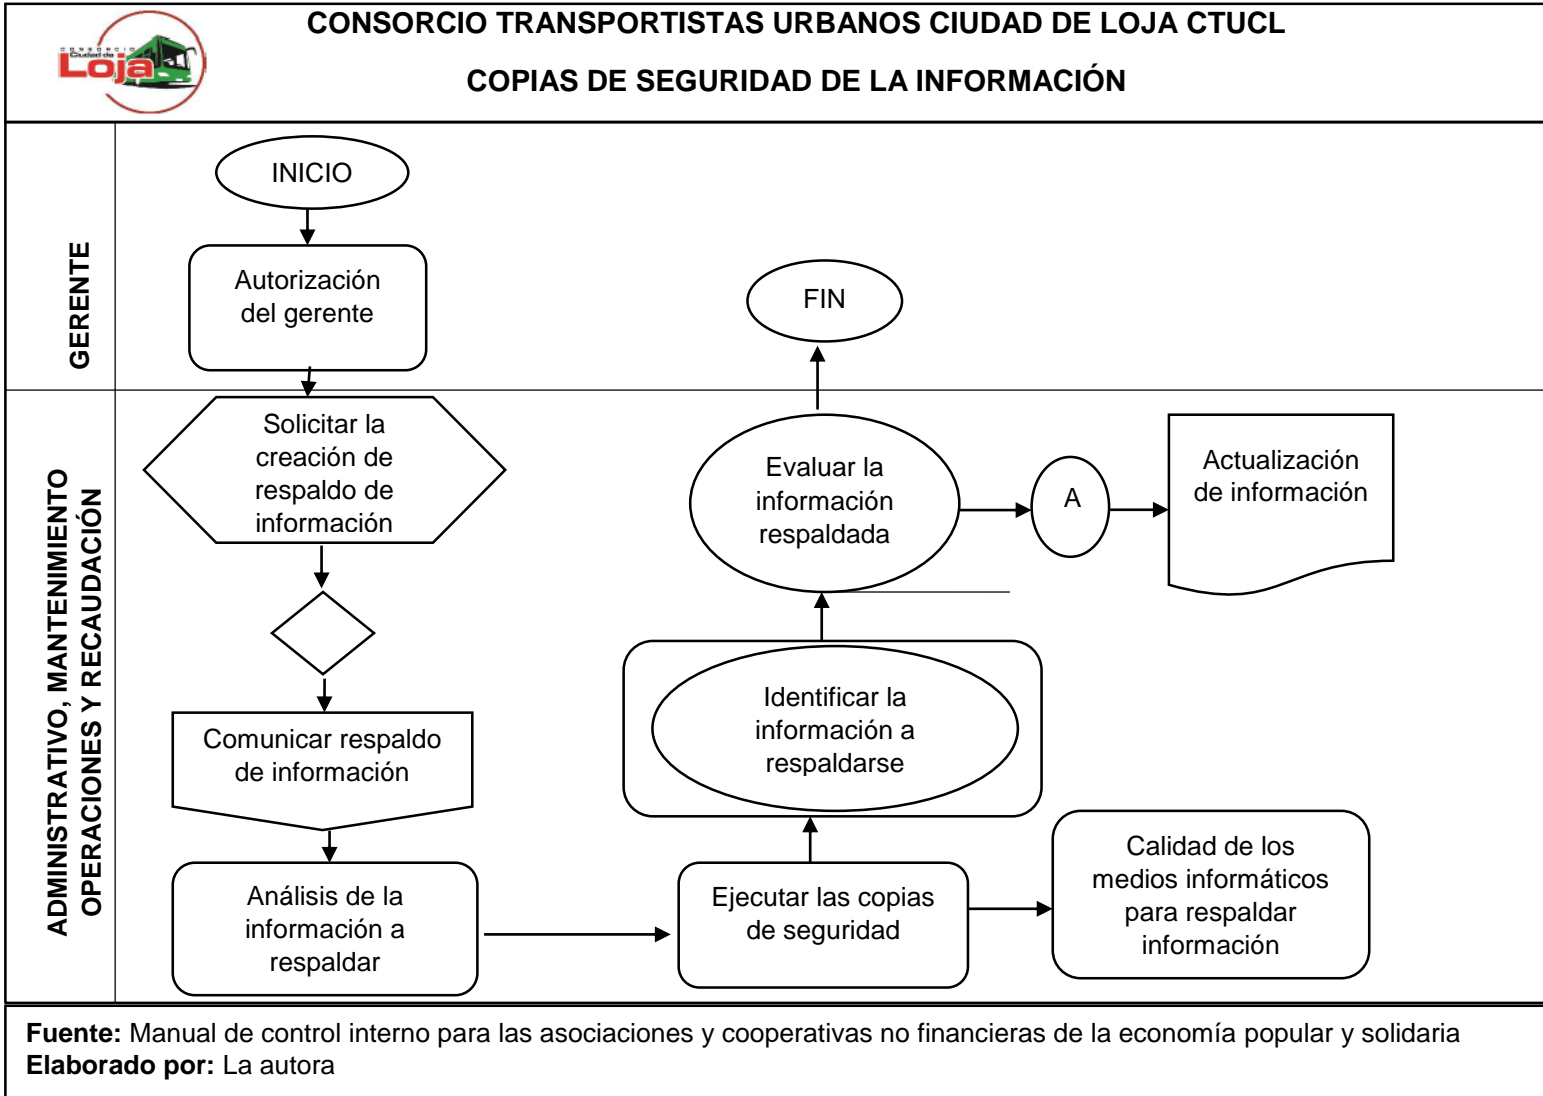 CONSORCIO TRANSPORTISTAS URBANOS CIUDAD DE LOJA CTUCL
COPIAS DE SEGURIDAD DE LA INFORMACIÓN
CONSORCIO
Ciudad de
Loja
GERENTE
INICIO
Autorización
del gerente
FIN
ADMINISTRATIVO, MANTENIMIENTO
OPERACIONES Y RECAUDACIÓN
Solicitar la
creación de
respaldo de
información
Comunicar respaldo
de información
Análisis de la
información a
respaldar
Ejecutar las copias
de seguridad
Calidad de los
medios informáticos
para respaldar
información
Identificar la
información a
respaldarse
Evaluar la
información
respaldada
A
Actualización
de información
Fuente: Manual de control interno para las asociaciones y cooperativas no financieras de la economía popular y solidaria
Elaborado por: La autora